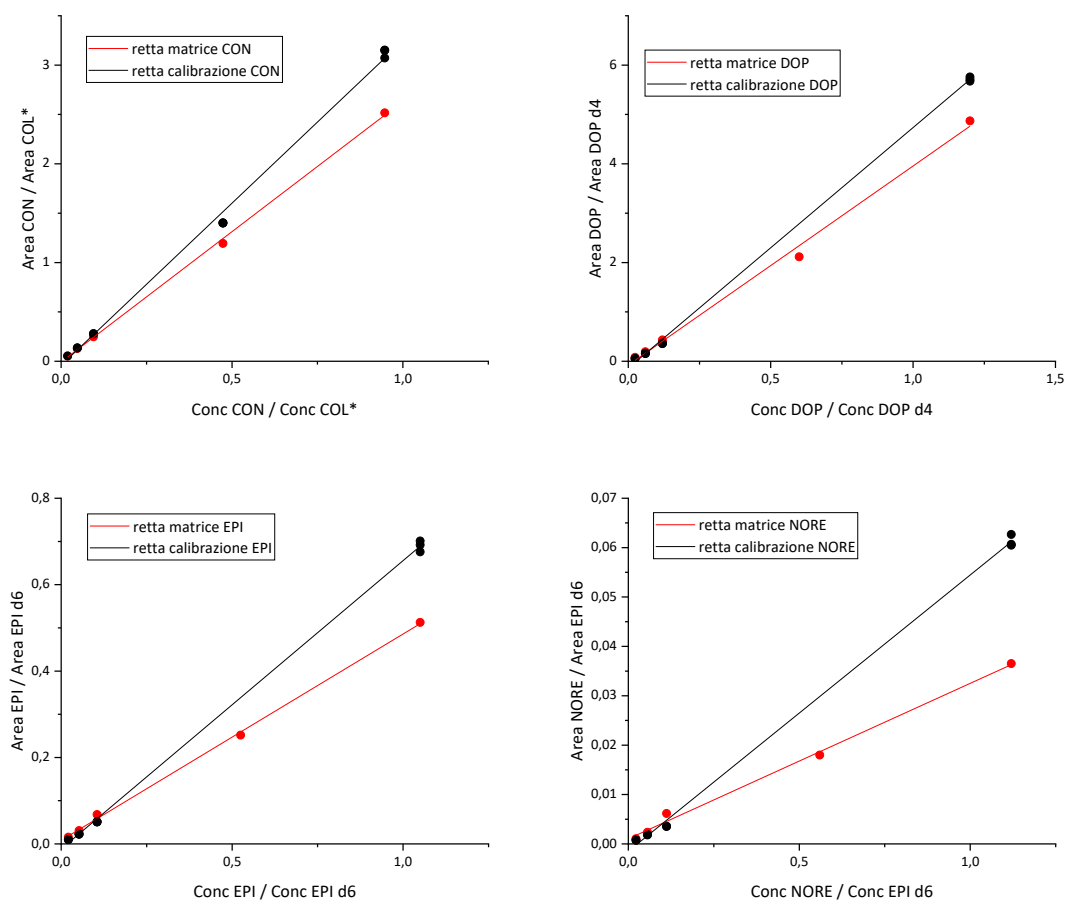 retta matrice CON
retta calibrazione CON
3
2
1
0
0,0 0,5 1,0
Area CON / Area COL*
Conc CON / Conc COL*
retta matrice DOP
retta calibrazione DOP
6
4
2
0
0,0 0,5 1,0 1,5
Area DOP / Area DOP d4
Conc DOP / Conc DOP d4
retta matrice EPI
retta calibrazione EPI
0,8
0,6
0,4
0,2
0,0
0,0 0,5 1,0
Area EPI / Area EPI d6
Conc EPI / Conc EPI d6
retta matrice NORE
retta calibrazione NORE
0,07
0,06
0,05
0,04
0,03
0,02
0,01
0,00
0,0 0,5 1,0
Area NORE / Area EPI d6
Conc NORE / Conc EPI d6